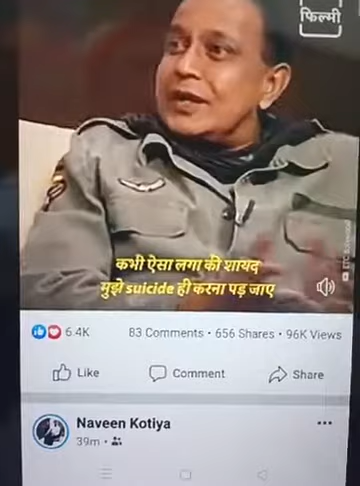 फिल्मी
कभी ऐसा लगा की शायद
मुझे suicide ही करना पड़ जाए
6.4K 83 Comments • 656 Shares • 96K Views
Like Comment Share
Naveen Kotiya
39m •